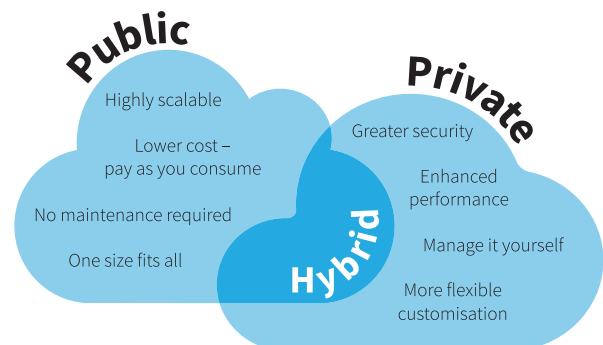 Public
Highly scalable
Lower cost –
pay as you consume
No maintenance required
One size fits all
Hybrid
Private
Greater security
Enhanced
performance
Manage it yourself
More flexible
customisation